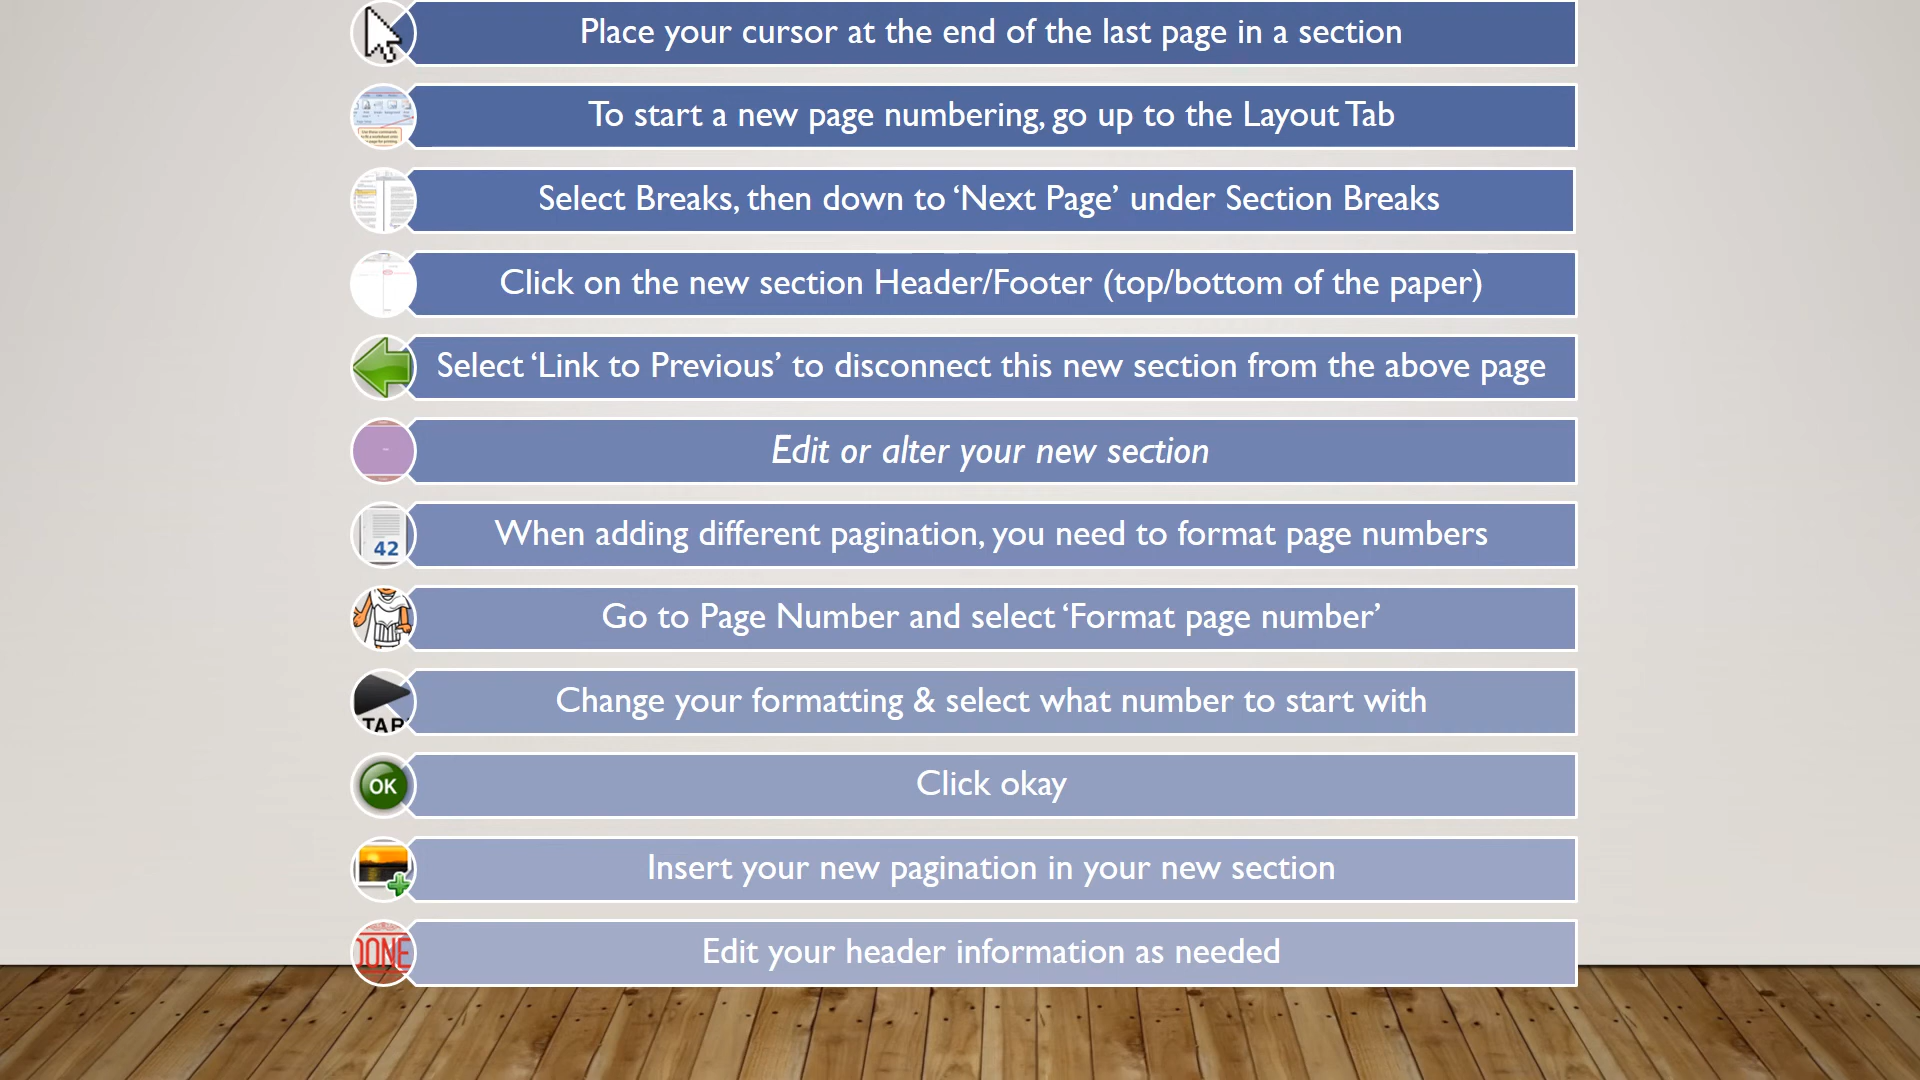 Place your cursor at the end of the last page in a section
To start a new page numbering, go up to the Layout Tab
Select Breaks, then down to ‘Next Page’ under Section Breaks
Click on the new section Header/Footer (top/bottom of the paper)
Select ‘Link to Previous’ to disconnect this new section from the above page
Edit or alter your new section
42
When adding different pagination, you need to format page numbers
Go to Page Number and select ‘Format page number’
Change your formatting & select what number to start with
OK
Click okay
Insert your new pagination in your new section
DONE
Edit your header information as needed